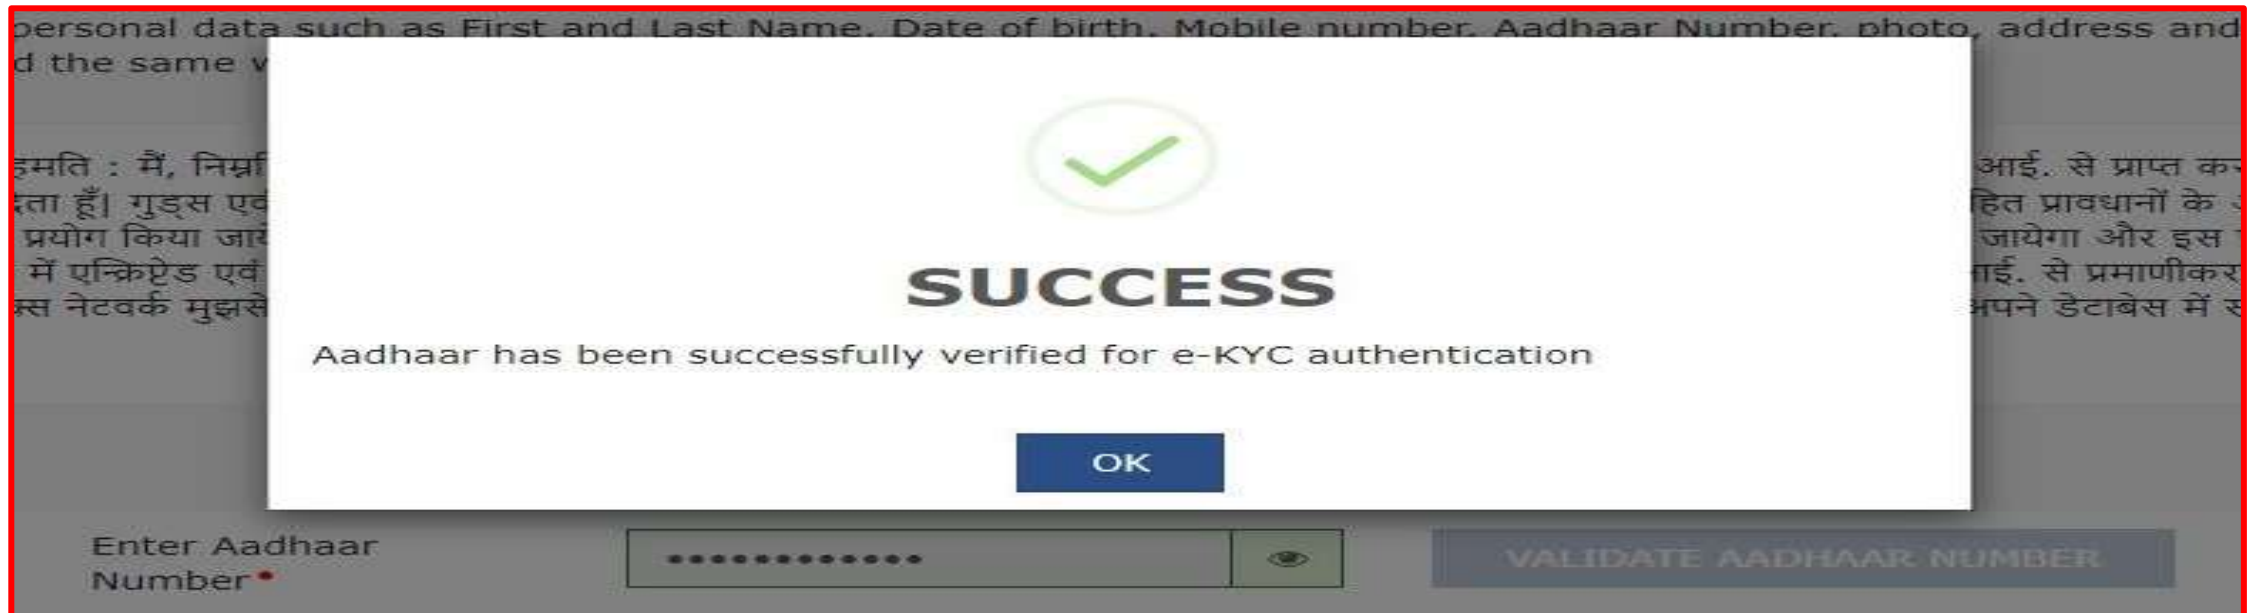 personal data such as First and Last Name, Date of birth, Mobile number, Aadhaar Number, photo, address and
d the same
SUCCESS
Aadhaar has been successfully verified for e-KYC authentication
OK
हमति : मैं,
आई. से प्राप्त
हूँ। गुड्स एवं
हित प्रावधानों के
प्रयोग किया
जायेगा और इस
में एन्क्रिप्टेड एवं
आई. से
नेटवर्क मुझसे
अपने डेटाबेस में
Enter Aadhaar
Number•
••••••••••••
VALIDATE AADHAAR NUMBER